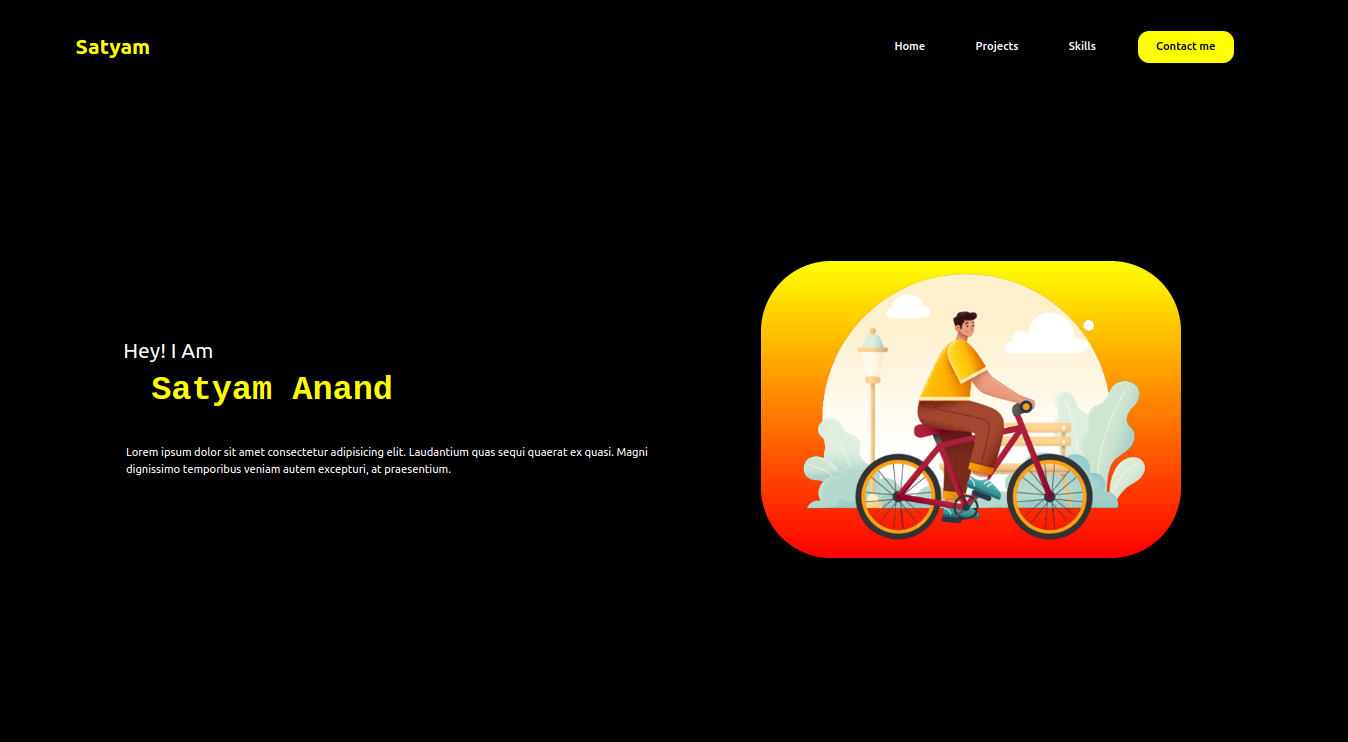 Satyam
Home
Projects
Skills
Contact me
Hey! I Am
Satyam Anand
Lorem ipsum dolor sit amet consectetur adipisicing elit. Laudantium quas sequi quaerat ex quasi. Magni
dignissimo temporibus veniam autem excepturi, at praesentium.